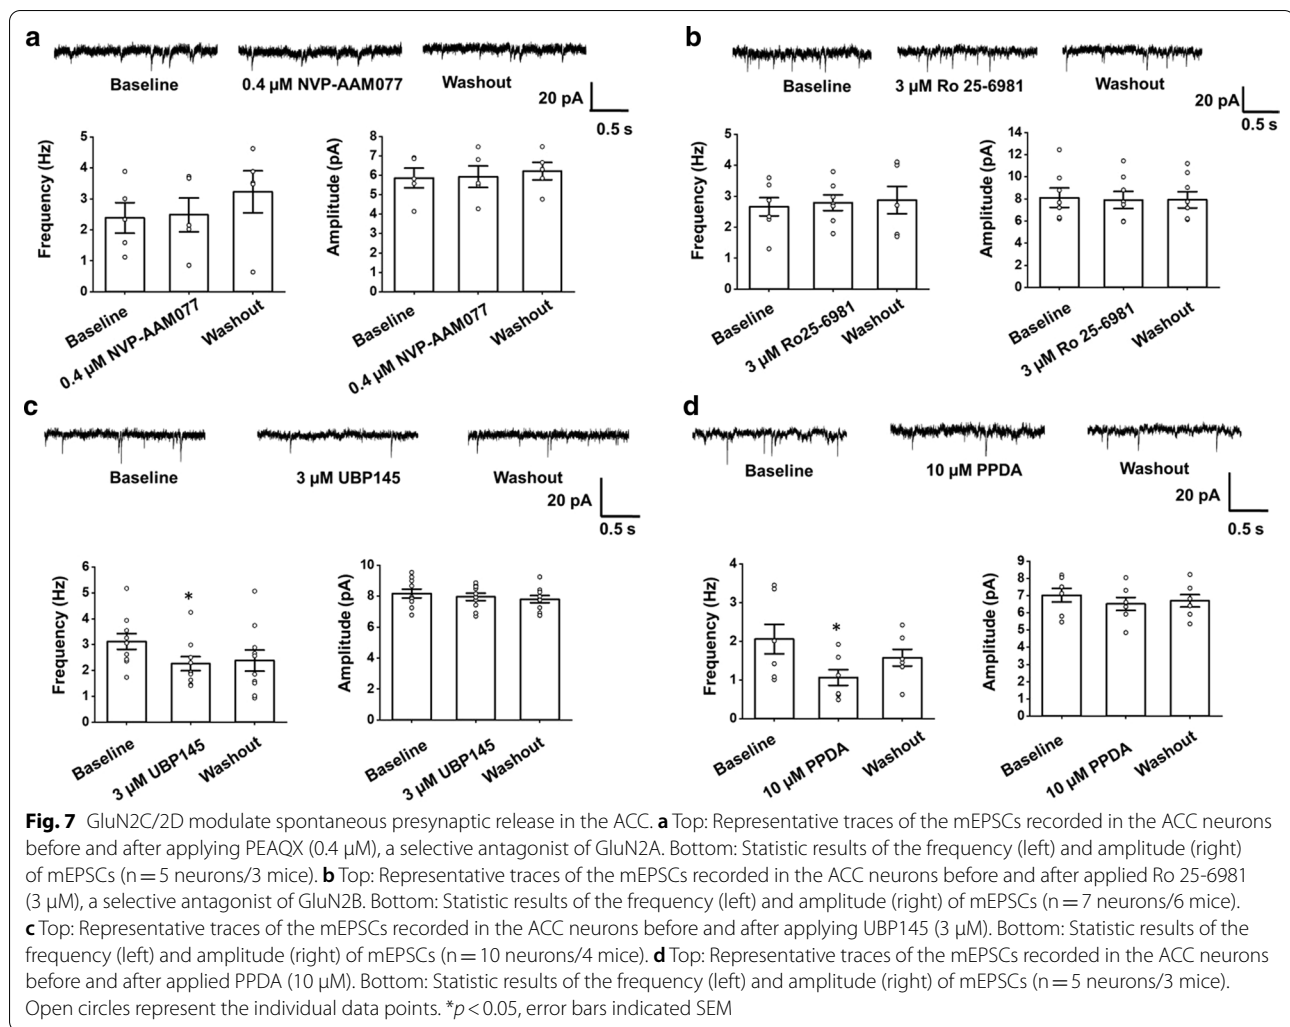 a
Baseline
0.4 µM NVP-AAM077
Washout
20 pA
0.5 s
Frequency (Hz)
5
4
3
2
1
0
Baseline
0.4 µM NVP-AAM077
Washout
Amplitude (pA)
8
7
6
5
4
3
2
1
0
Baseline
0.4 µM NVP-AAM077
Washout
b
Baseline
3 µM Ro 25-6981
Washout
20 pA
0.5 s
Frequency (Hz)
5
4
3
2
1
0
Baseline
3 µM Ro25-6981
Washout
Amplitude (pA)
14
12
10
8
6
4
2
0
Baseline
3 µM Ro 25-6981
Washout
c
Baseline
3 µM UBP145
Washout
20 pA
0.5 s
Frequency (Hz)
6
5
4
3
2
1
0
*
Baseline
3 µM UBP145
Washout
Amplitude (pA)
10
8
6
4
2
0
Baseline
3 µM UBP145
Washout
d
Baseline
10 µM PPDA
Washout
20 pA
0.5 s
Frequency (Hz)
4
3
2
1
0
*
Baseline
10 µM PPDA
Washout
Amplitude (pA)
9
8
7
6
5
4
3
2
1
0
Baseline
10 µM PPDA
Washout
Fig. 7 GluN2C/2D modulate spontaneous presynaptic release in the ACC. a Top: Representative traces of the mEPSCs recorded in the ACC neurons
before and after applying PEAQX (0.4 µM), a selective antagonist of GluN2A. Bottom: Statistic results of the frequency (left) and amplitude (right)
of mEPSCs (n = 5 neurons/3 mice). b Top: Representative traces of the mEPSCs recorded in the ACC neurons before and after applied Ro 25-6981
(3 µM), a selective antagonist of GluN2B. Bottom: Statistic results of the frequency (left) and amplitude (right) of mEPSCs (n = 7 neurons/6 mice).
c Top: Representative traces of the mEPSCs recorded in the ACC neurons before and after applying UBP145 (3 µM). Bottom: Statistic results of the
frequency (left) and amplitude (right) of mEPSCs (n = 10 neurons/4 mice). d Top: Representative traces of the mEPSCs recorded in the ACC neurons
before and after applied PPDA (10 µM). Bottom: Statistic results of the frequency (left) and amplitude (right) of mEPSCs (n = 5 neurons/3 mice).
Open circles represent the individual data points. *p < 0.05, error bars indicated SEM